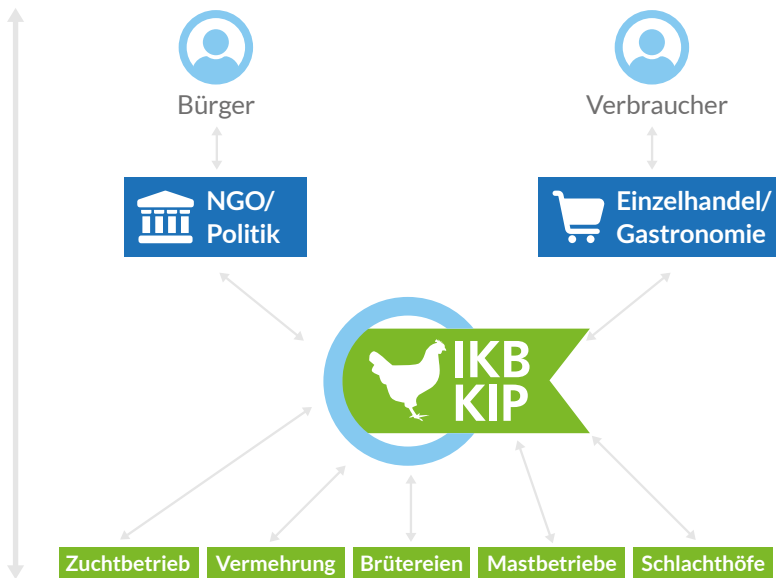 Bürger
Verbraucher
NGO/
Politik
Einzelhandel/
Gastronomie
IKB
KIP
Zuchtbetrieb
Vermehrung
Brütereien
Mastbetriebe
Schlachthöfe